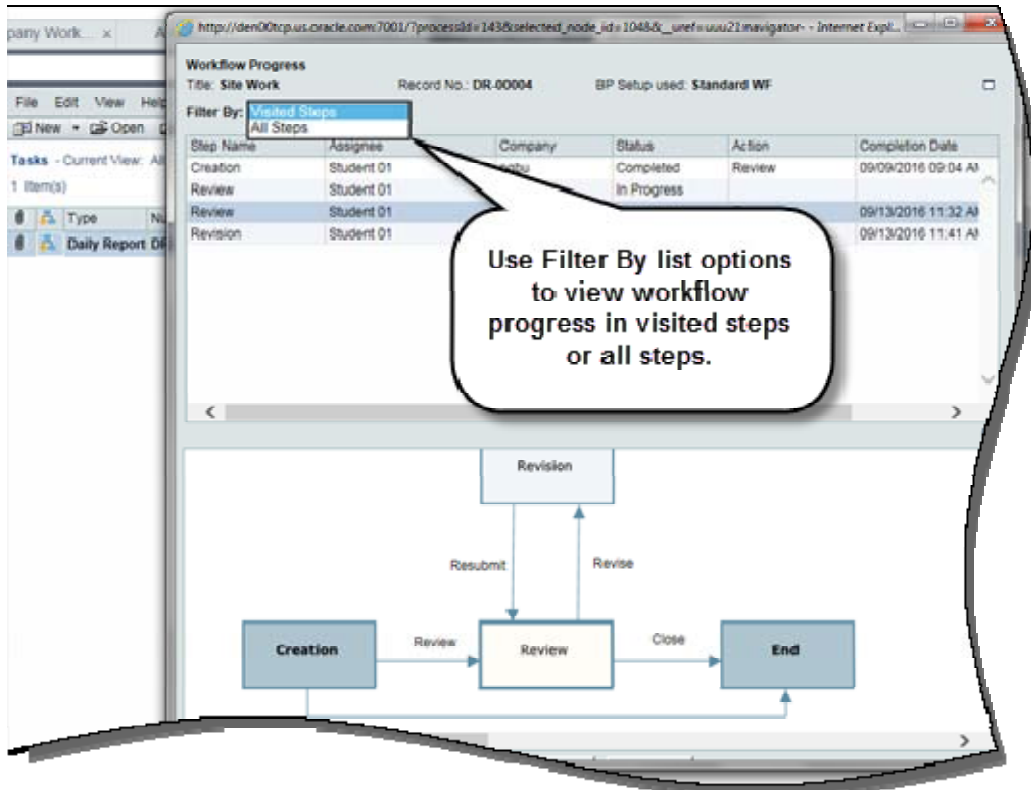 http://den00tcp.us.oracle.com:7001/?processId=143&selected_node_iid=1048&__uref=uuu21 navigator- - Internet Expl...
pany Work... x
Workflow Progress
Title: Site Work Record No.: DR-00004 BP Setup used: Standard WF
File Edit View Help
Filter By: Visited Steps
All Steps
New Open
Step Name Assignee Company Status Action Completion Date
Tasks - Current View: All
Creation Student 01 Completed Review 09/09/2016 09:04 AM
1 Item(s)
Review Student 01 In Progress
Type Nu
Review Student 01 09/13/2016 11:32 AM
Daily Report DR
Revision Student 01 09/13/2016 11:41 AM
Use Filter By list options
to view workflow
progress in visited steps
or all steps.
Revision
Resubmit Revise
Creation Review Review Close End